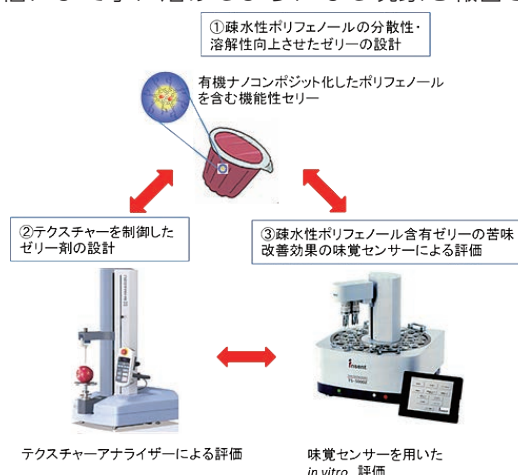 ①疎水性ポリフェノールの分散性・
溶解性向上させたゼリーの設計
有機ナノコンポジット化したポリフェノール
を含む機能性セリー
②テクスチャーを制御した
ゼリー剤の設計
③疎水性ポリフェノール含有ゼリーの苦味
改善効果の味覚センサーによる評価
insent
テクスチャーアナライザーによる評価
味覚センサーを用いた
in vitro 評価